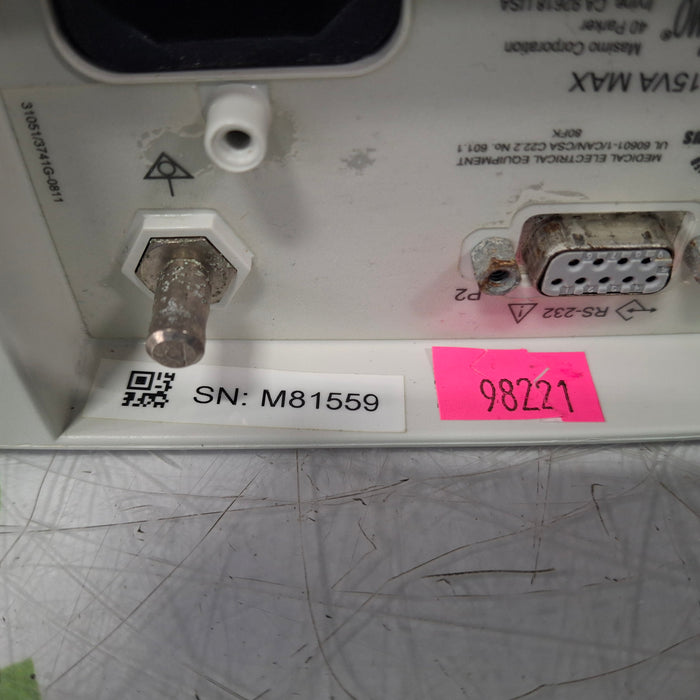 Irvine, CA 92618 USA
40 Parker
Masimo Corporation
15VA MAX
31051/3741G-0811
MEDICAL ELECTRICAL EQUIPMENT
UL 60601-1/CAN/CSA C22.2 No. 601.1
80FK
P2
RS-232
SN: M81559
98221